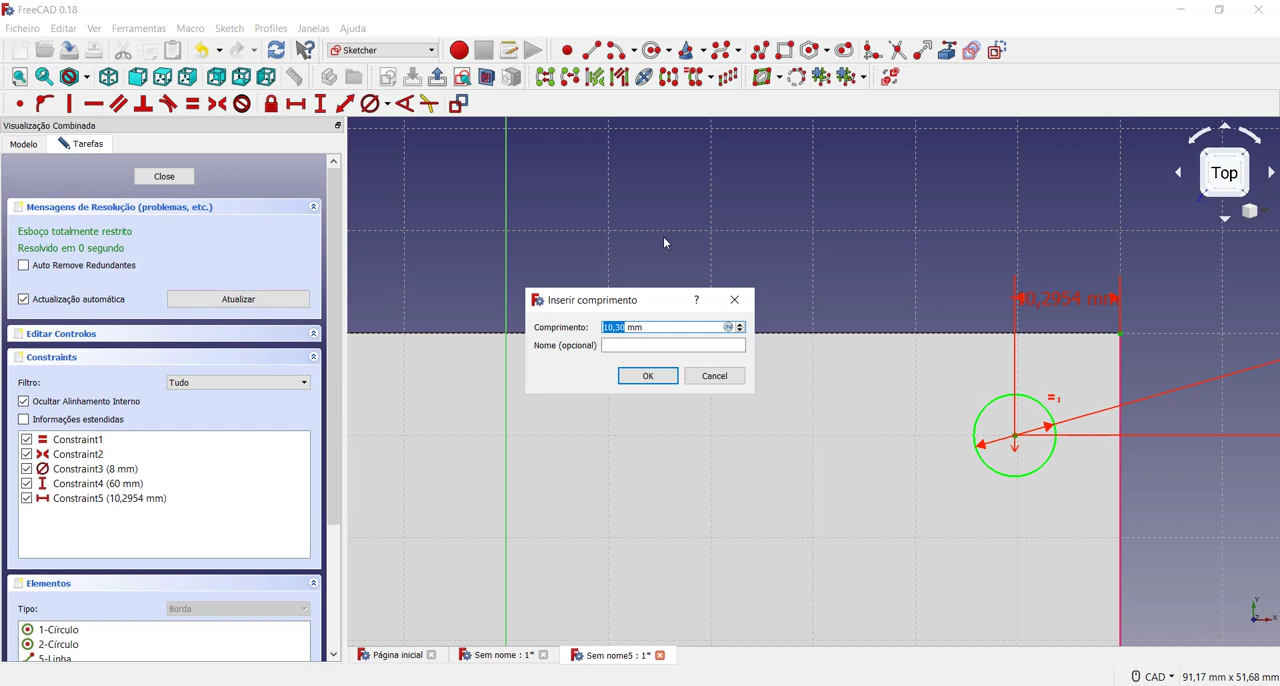 FreeCAD 0.18
Ficheiro Editar Ver Ferramentas Macro Sketch Profiles Janelas Ajuda
Sketcher
Visualização Combinada
Modelo Tarefas
Close
Mensagens de Resolução (problemas, etc.)
Esboço totalmente restrito
Resolvido em 0 segundo
Auto Remove Redundantes
Actualização automática Atualizar
Editar Controlos
Constraints
Filtro: Tudo
Ocultar Alinhamento Interno
Informações estendidas
Constraint1
Constraint2
Constraint3 (8 mm)
Constraint4 (60 mm)
Constraint5 (10,2954 mm)
Elementos
Tipo: Borda
1-Círculo
2-Círculo
5-Linha
Inserir comprimento ?
Comprimento: 10,30 mm
Nome (opcional)
OK Cancel
10,2954 mm
= 1
Top
Z
Y
X
Página inicial Sem nome : 1* Sem nome5 : 1*
CAD 91,17 mm x 51,68 mm